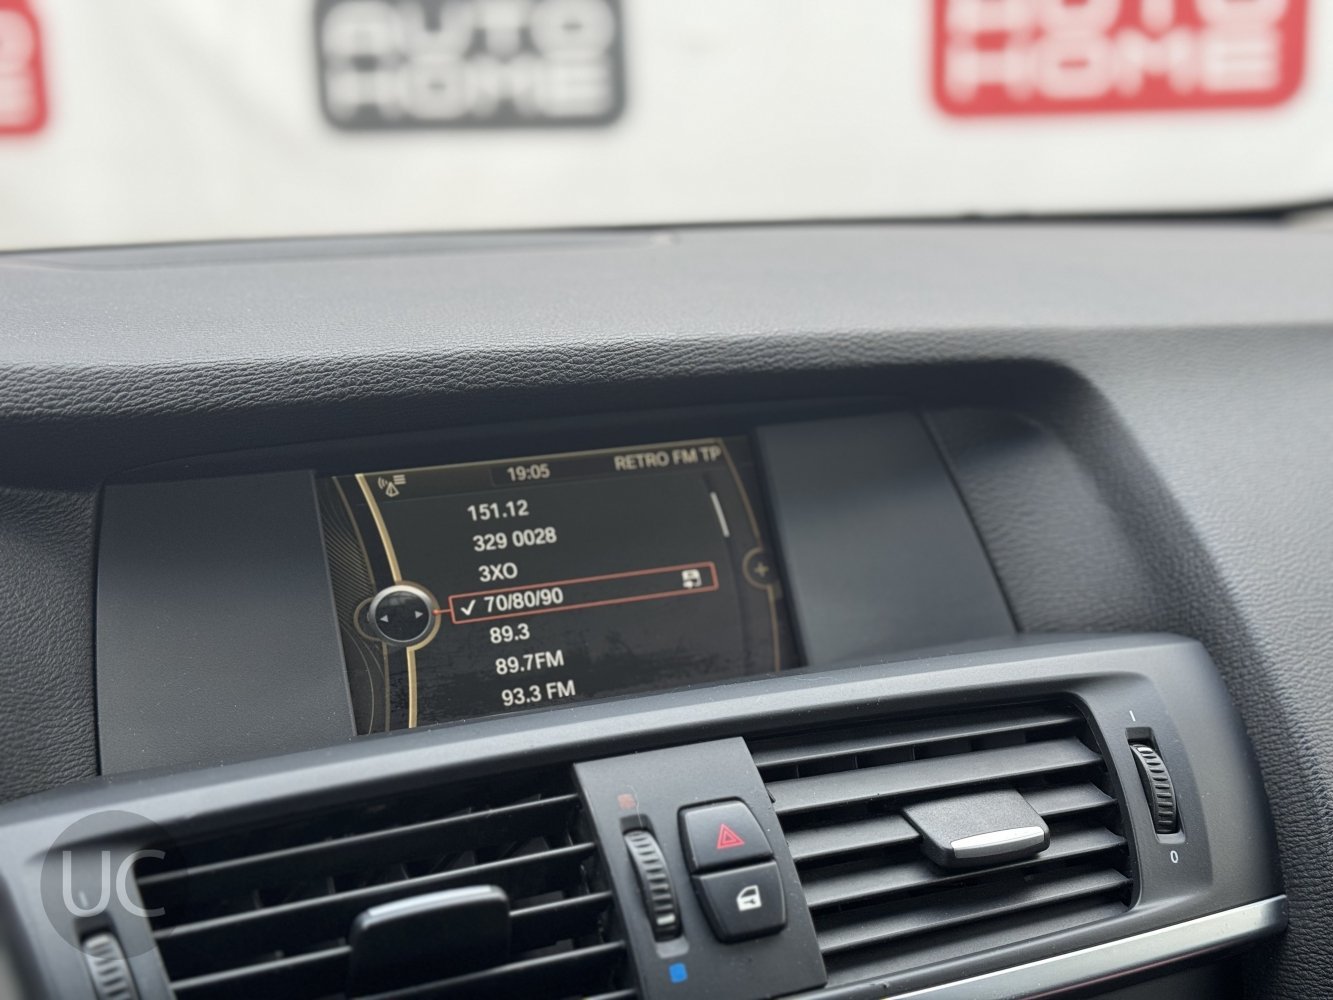 AUTO
HOME
AUTO
HOME
19:05
RETRO FM TP
151.12
329 0028
3XO
70/80/90
89.3
89.7FM
93.3 FM
I
0
UC